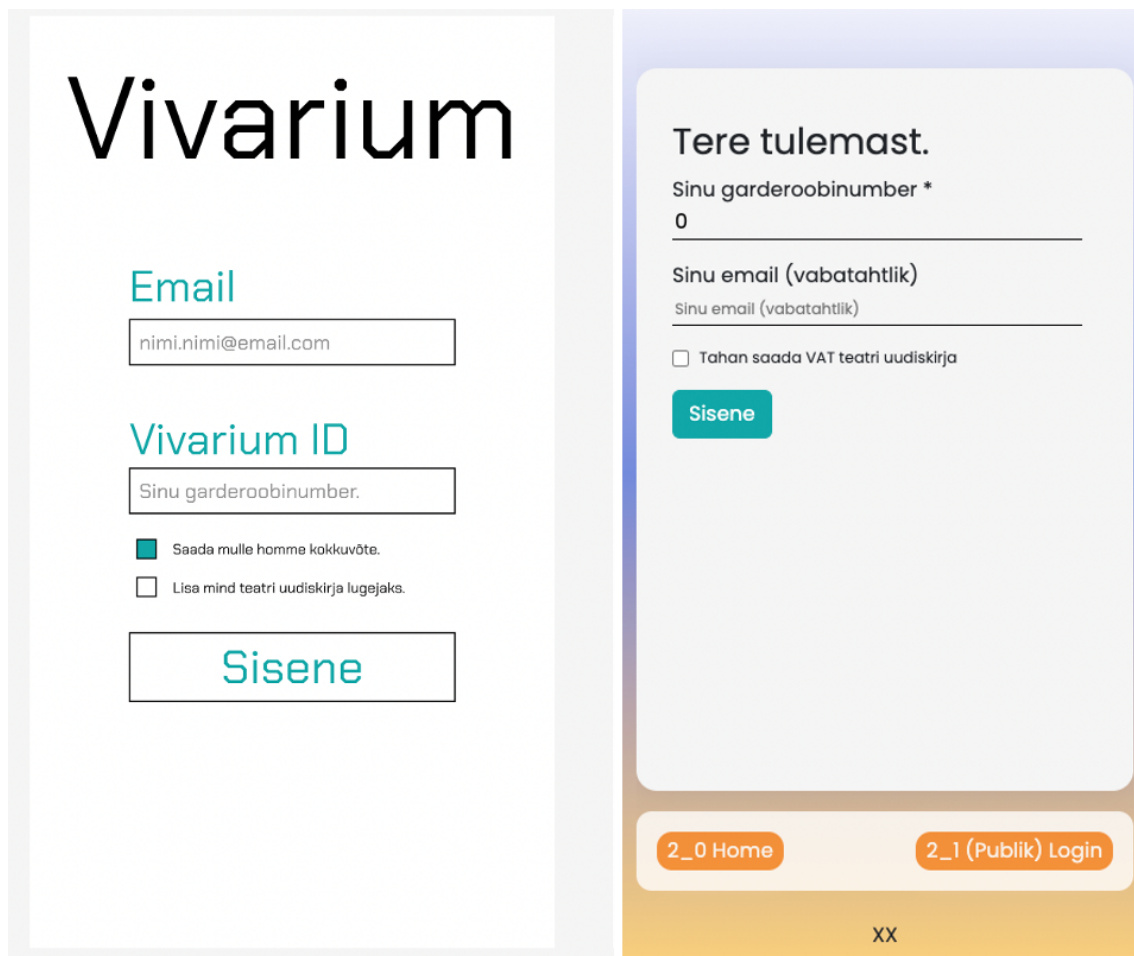 Vivarium
Email
nimi.nimi@email.com
Vivarium ID
Sinu garderoobinumber.
Saada mulle homme kokkuvõte.
Lisa mind teatri uudiskirja lugejaks.
Sisene
Tere tulemast.
Sinu garderoobinumber *
0
Sinu email (vabatahtlik)
Sinu email (vabatahtlik)
Tahan saada VAT teatri uudiskirja
Sisene
2_0 Home
2_1 (Publik) Login
XX